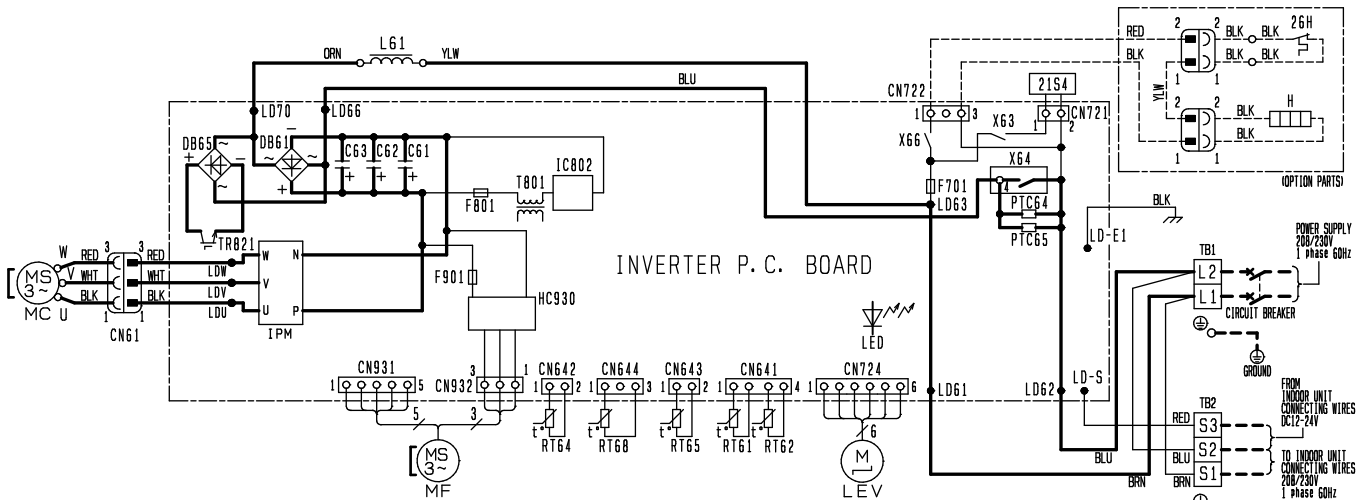 L61
ORN
YLW
BLU
LD70
LD66
DB65
DB61
C63
C62
C61
T801
IC802
F801
TR821
W
V
U
RED
WHT
BLK
RED
WHT
BLK
3
3
1
1
MS
3~
MC
CN61
LDW
LDV
LDU
W
N
V
U
P
IPM
F901
HC930
INVERTER P. C. BOARD
LED
CN722
1
3
21S4
CN721
1
2
X63
X66
X64
4
F701
LD63
PTC64
PTC65
LD-E1
BLK
RED
BLK
YLW
2
2
1
1
BLK
BLK
BLK
BLK
26H
2
2
1
1
BLK
BLK
H
(OPTION PARTS)
POWER SUPPLY
208/230V
1 phase 60Hz
TB1
L2
L1
CIRCUIT BREAKER
GROUND
CN931
1
5
CN932
3
1
CN642
1
2
CN644
1
3
CN643
1
2
CN641
1
4
CN724
1
6
LD61
LD62
LD-S
5
3
MS
3~
MF
t°
RT64
t°
RT68
t°
RT65
t°
RT61
t°
RT62
6
M
LEV
TB2
S3
S2
S1
RED
BLU
BLU
BRN
BRN
FROM
INDOOR UNIT
CONNECTING WIRES
DC12-24V
TO INDOOR UNIT
CONNECTING WIRES
208/230V
1 phase 60Hz